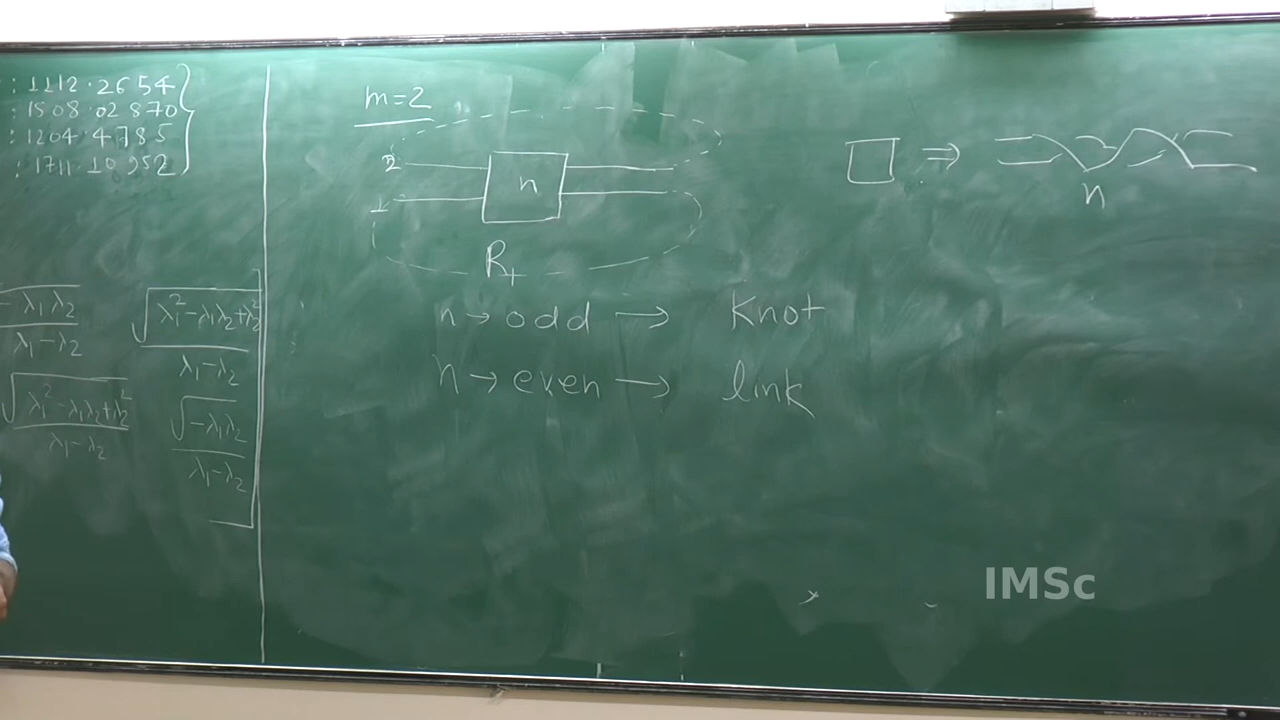 : 1112.2654
: 1508.02870
: 1204.4785
: 1711.10952
-λ₁λ₂
λ₁-λ₂
√λ₁²-λ₁λ₂+λ₂²
λ₁-λ₂
√λ₁²-λ₁λ₂+λ₂²
λ₁-λ₂
√-λ₁λ₂
λ₁-λ₂
m=2
2
1
n
R₊
n → odd → Knot
n → even → link
⇒
n
IMSc